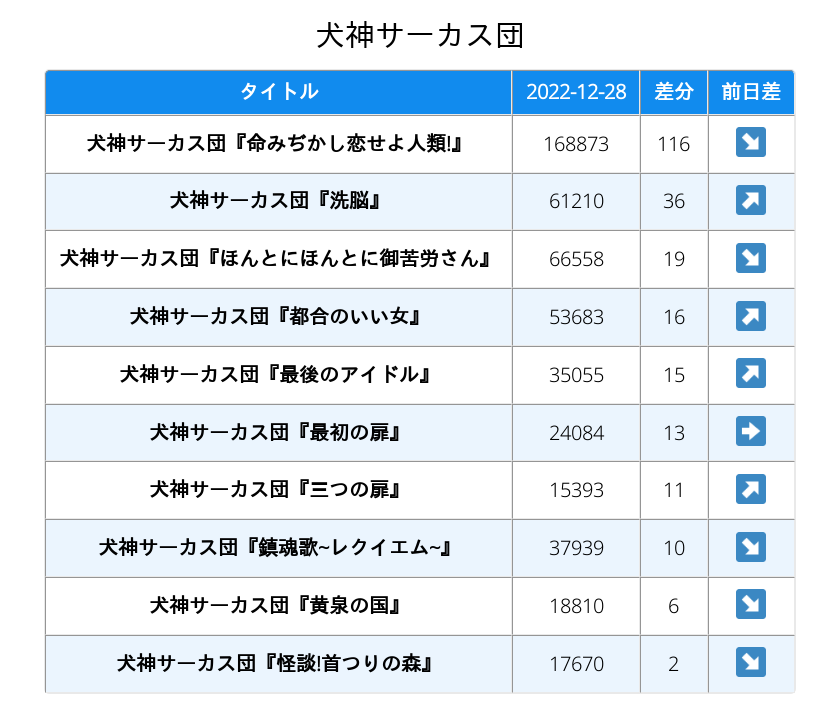 犬神サーカス団
タイトル 2022-12-28 差分 前日差
犬神サーカス団『命みぢかし恋せよ人類!』 168873 116 ↘
犬神サーカス団『洗脳』 61210 36 ↗
犬神サーカス団『ほんとにほんとに御苦労さん』 66558 19 ↘
犬神サーカス団『都合のいい女』 53683 16 ↗
犬神サーカス団『最後のアイドル』 35055 15 ↗
犬神サーカス団『最初の扉』 24084 13 ➡
犬神サーカス団『三つの扉』 15393 11 ↗
犬神サーカス団『鎮魂歌~レクイエム~』 37939 10 ↘
犬神サーカス団『黄泉の国』 18810 6 ↘
犬神サーカス団『怪談!首つりの森』 17670 2 ↘